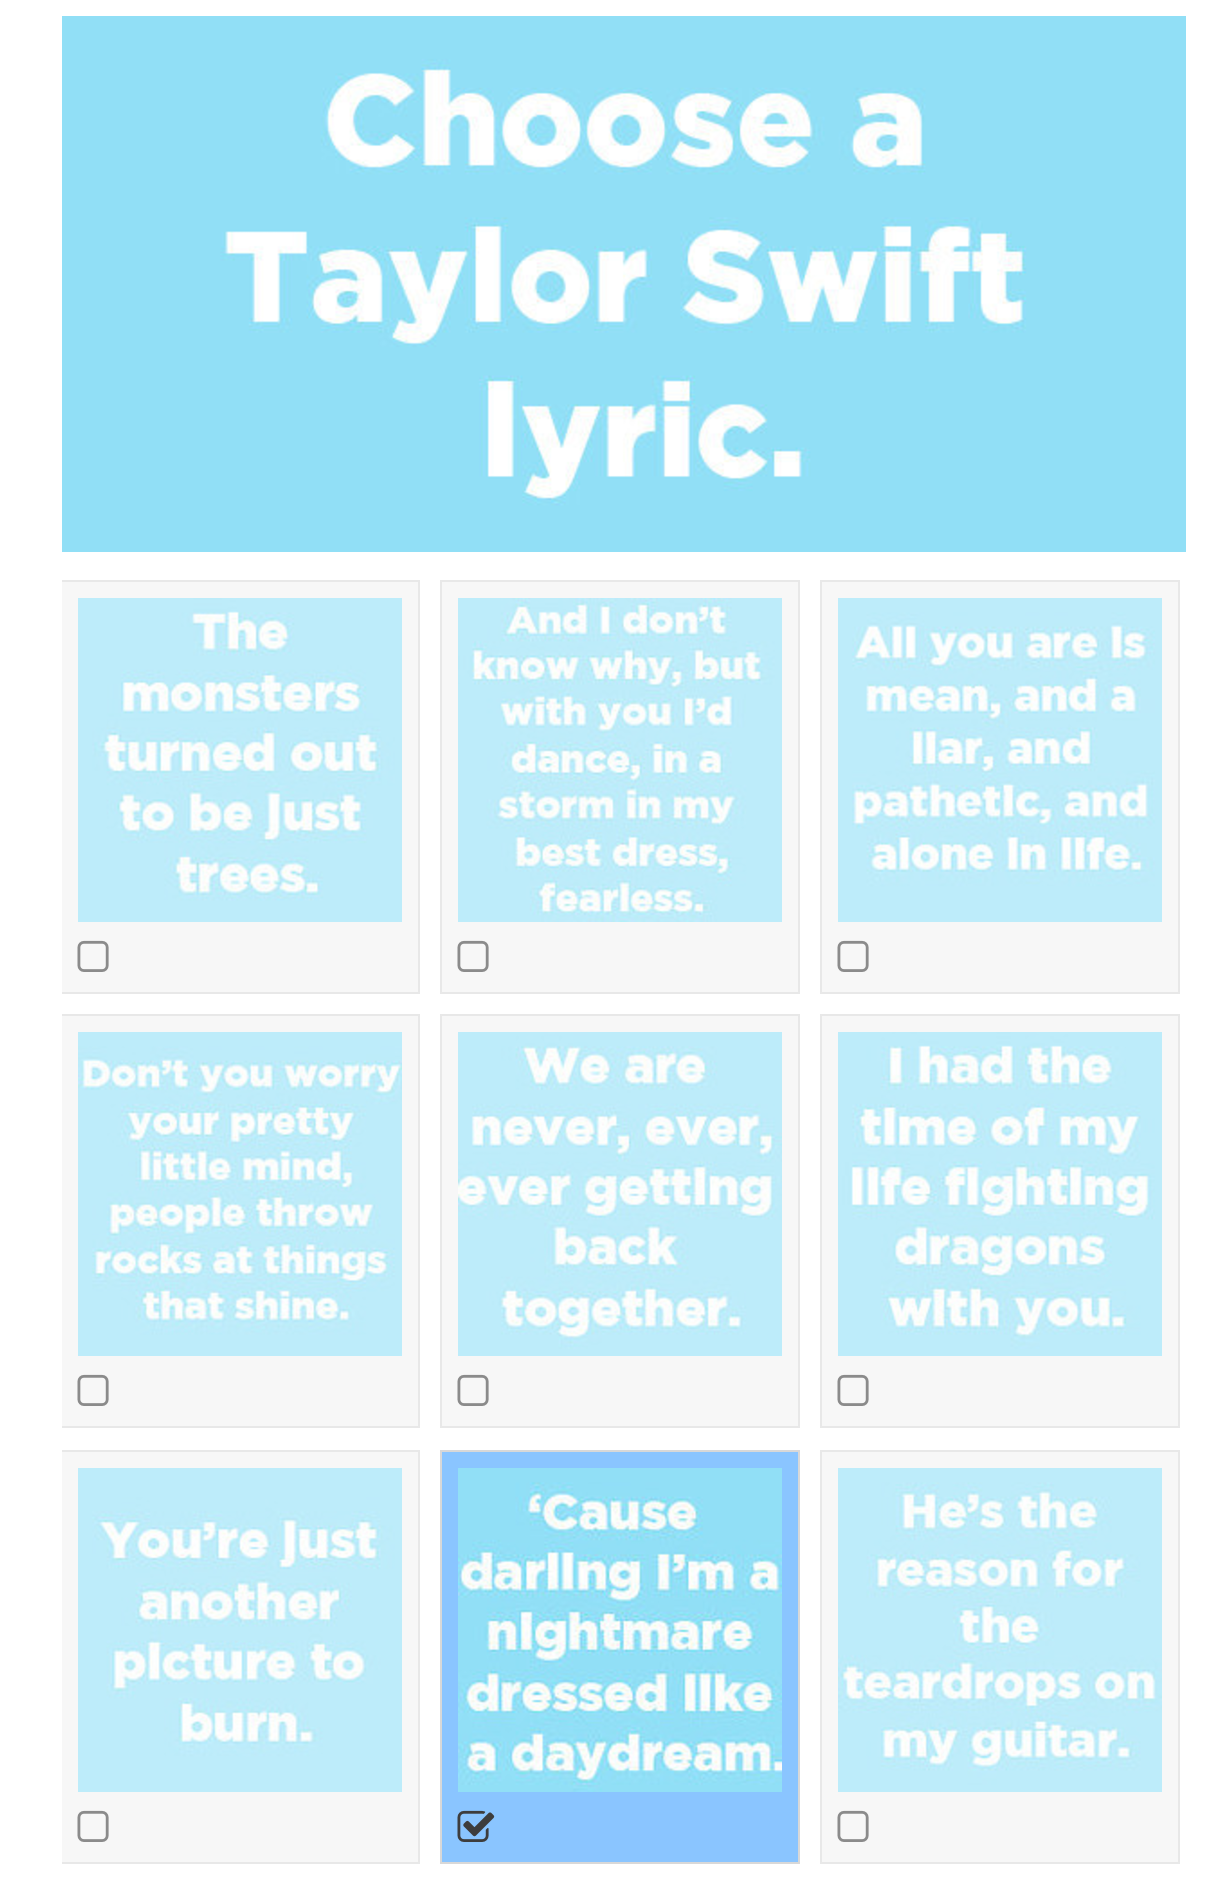 Choose a
Taylor Swift
lyric.
The
monsters
turned out
to be just
trees.
And I don’t
know why, but
with you I’d
dance, in a
storm in my
best dress,
fearless.
All you are is
mean, and a
liar, and
pathetic, and
alone in life.
Don’t you worry
your pretty
little mind,
people throw
rocks at things
that shine.
We are
never, ever,
ever getting
back
together.
I had the
time of my
life fighting
dragons
with you.
You’re just
another
picture to
burn.
‘Cause
darling I’m a
nightmare
dressed like
a daydream.
He’s the
reason for
the
teardrops on
my guitar.